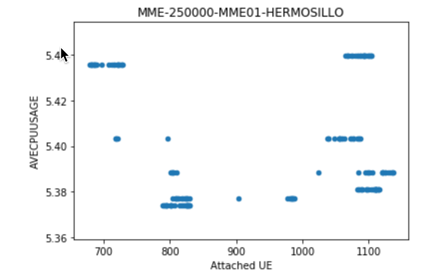 MME-250000-MME01-HERMOSILLO
5.42
5.40
5.38
5.36
AVECPUUSAGE
700 800 900 1000 1100
Attached UE